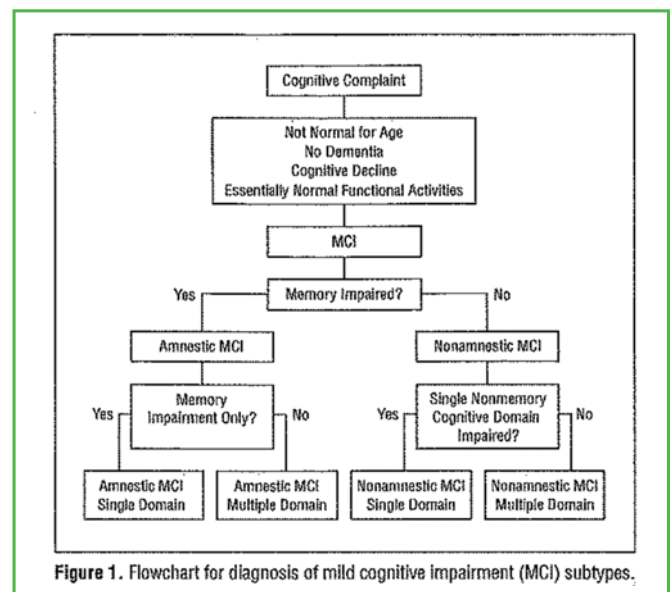 Cognitive Complaint
Not Normal for Age
No Dementia
Cognitive Decline
Essentially Normal Functional Activities
MCI
Yes
Memory Impaired?
No
Amnestic MCI
Nonamnestic MCI
Yes
Memory
Impairment Only?
No
Yes
Single Nonmemory
Cognitive Domain
Impaired?
No
Amnestic MCI
Single Domain
Amnestic MCI
Multiple Domain
Nonamnestic MCI
Single Domain
Nonamnestic MCI
Multiple Domain
Figure 1. Flowchart for diagnosis of mild cognitive impairment (MCI) subtypes.